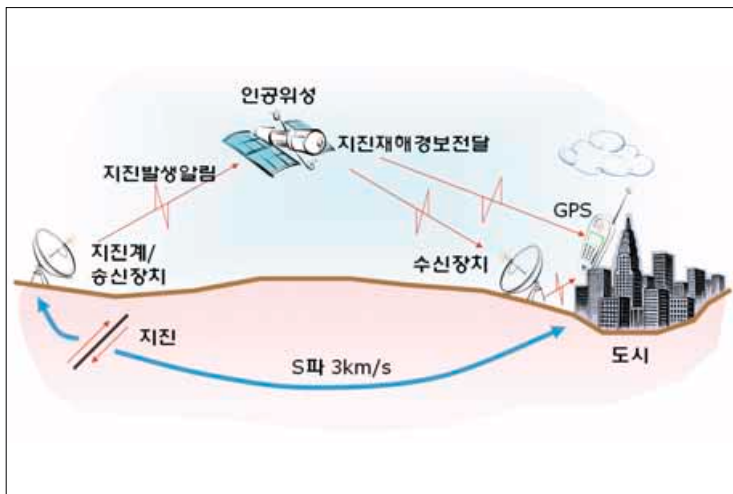 인공위성
지진재해경보전달
지진발생알림
GPS
지진계/
송신장치
수신장치
지진
S파 3km/s
도시